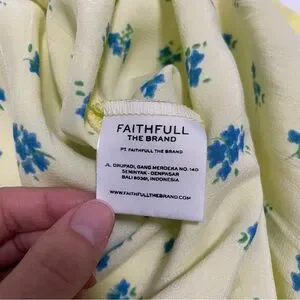 FAITHFULL
THE BRAND
PT. FAITHFULL THE BRAND
JL. DRUPADI, GANG MERDEKA NO. 140
SEMINYAK - DENPASAR
BALI 80361, INDONESIA
WWW.FAITHFULLTHEBRAND.COM